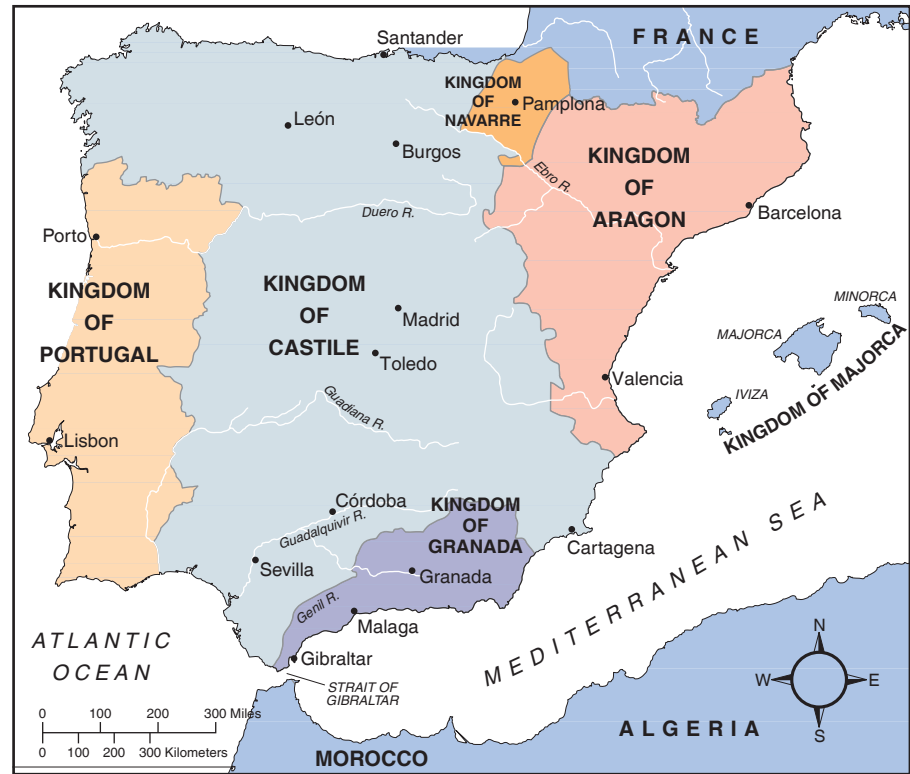 Santander
FRANCE
KINGDOM
OF
NAVARRE
Pamplona
León
Burgos
KINGDOM
OF
ARAGON
Ebro R.
Duero R.
Barcelona
Porto
KINGDOM
OF
PORTUGAL
KINGDOM
OF
CASTILE
Madrid
Toledo
MINORCA
MAJORCA
IVIZA
KINGDOM OF MAJORCA
Valencia
Guadiana R.
Lisbon
Córdoba
Guadalquivir R.
KINGDOM
OF
GRANADA
Cartagena
Sevilla
Granada
Genil R.
Malaga
Gibraltar
STRAIT OF
GIBRALTAR
MEDITERRANEAN SEA
ATLANTIC
OCEAN
0 100 200 300 Miles
0 100 200 300 Kilometers
MOROCCO
ALGERIA
N
W E
S